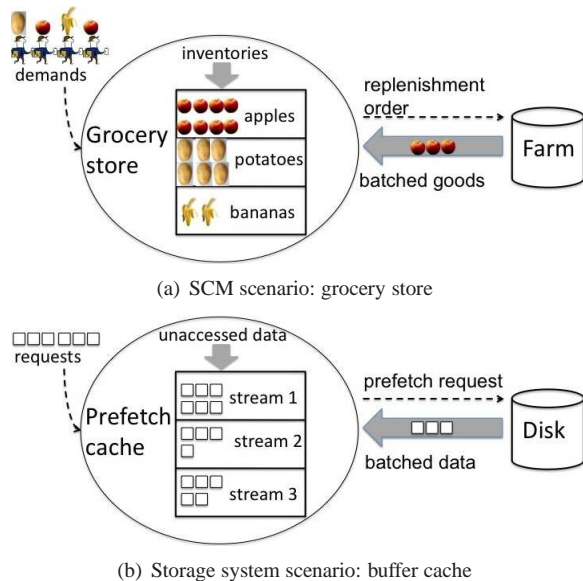 inventories
demands
apples
potatoes
bananas
Grocery
store
replenishment
order
batched goods
Farm
(a) SCM scenario: grocery store
unaccessed data
requests
stream 1
stream 2
stream 3
Prefetch
cache
prefetch request
batched data
Disk
(b) Storage system scenario: buffer cache